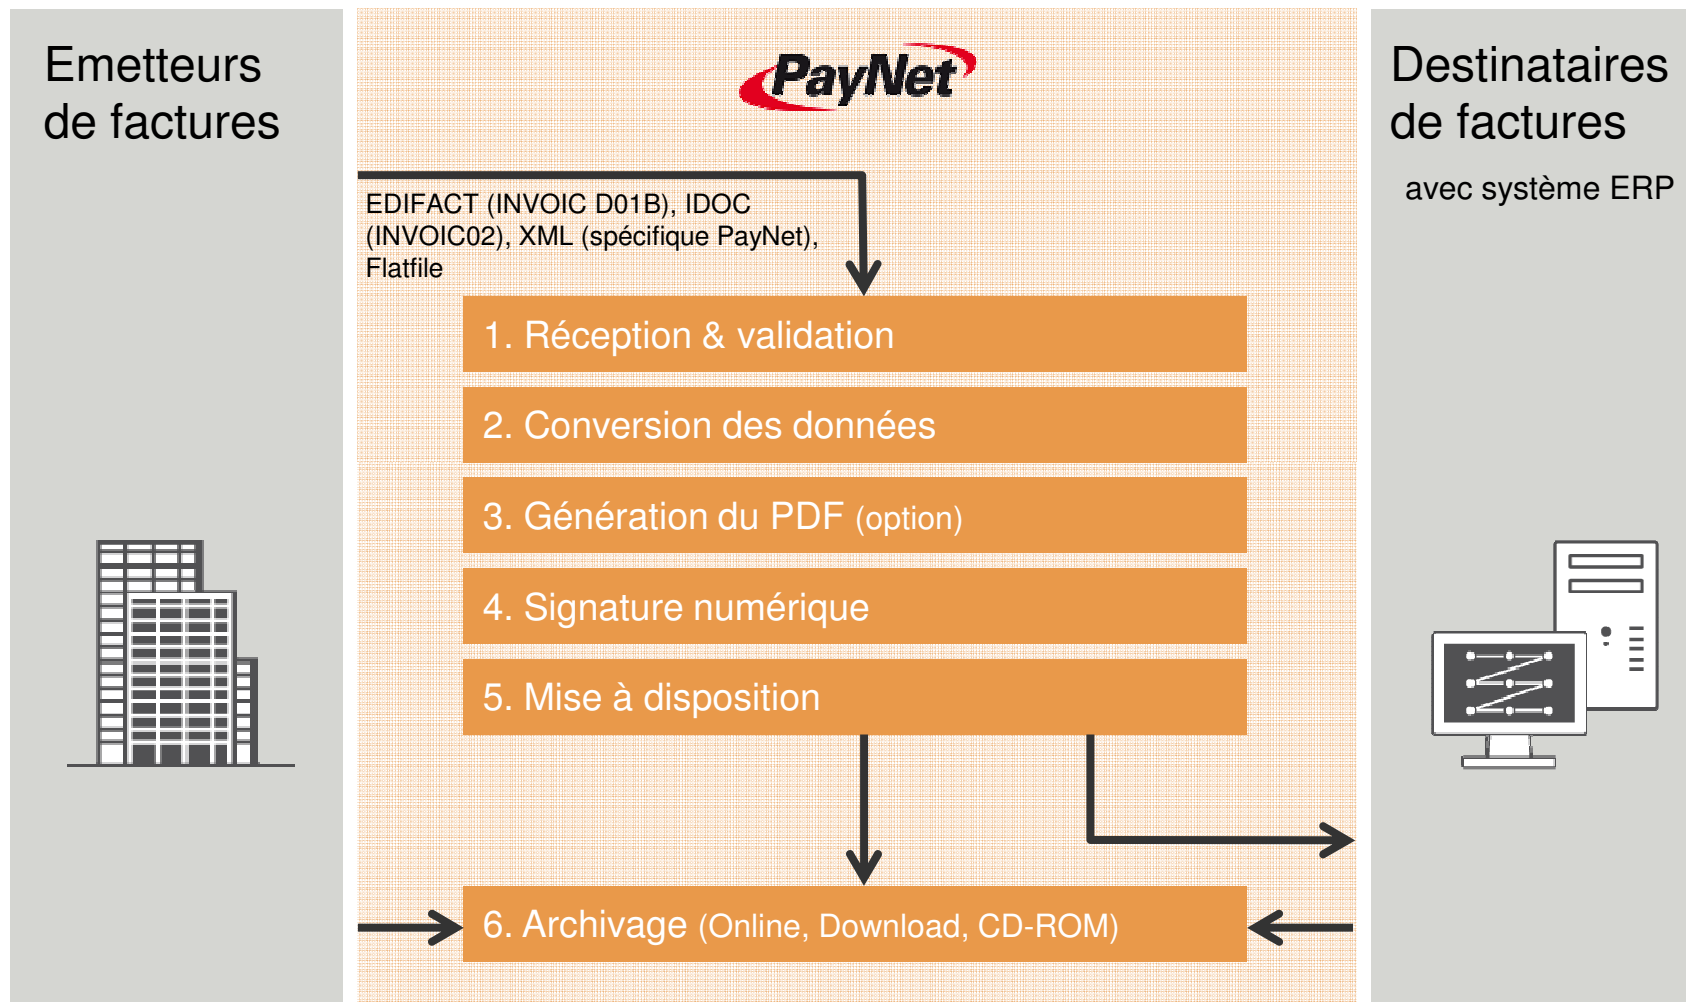 Emetteurs
de factures
PayNet
EDIFACT (INVOIC D01B), IDOC
(INVOIC02), XML (spécifique PayNet),
Flatfile
1. Réception & validation
2. Conversion des données
3. Génération du PDF (option)
4. Signature numérique
5. Mise à disposition
6. Archivage (Online, Download, CD-ROM)
Destinataires
de factures
avec système ERP